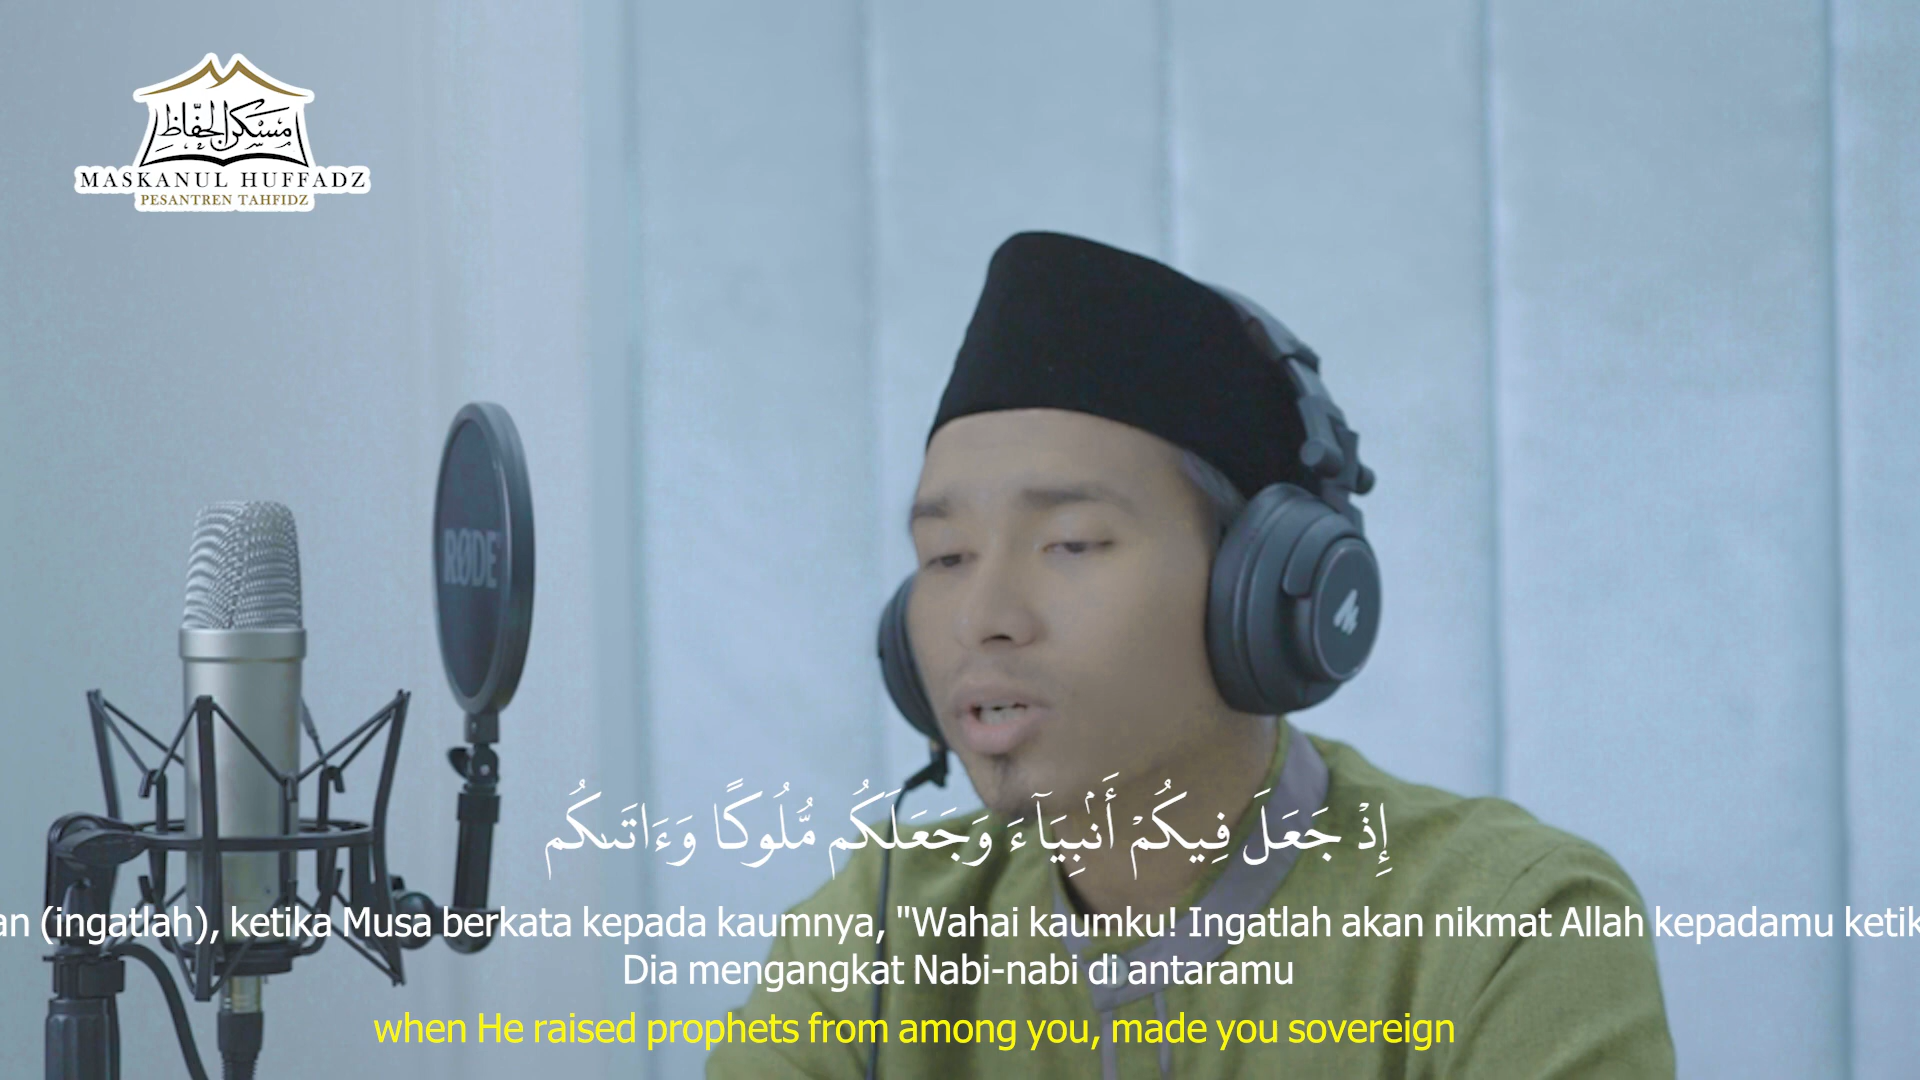 مسكن الحفاظ
MASKANUL HUFFADZ
PESANTREN TAHFIDZ
RØDE
إِذْ جَعَلَ فِيكُمْ أَنۢبِيَآءَ وَجَعَلَكُم مُّلُوكًا وَءَاتَىٰكُم
(ingatlah), ketika Musa berkata kepada kaumnya, "Wahai kaumku! Ingatlah akan nikmat Allah kepadamu
Dia mengangkat Nabi-nabi di antaramu
when He raised prophets from among you, made you sovereign